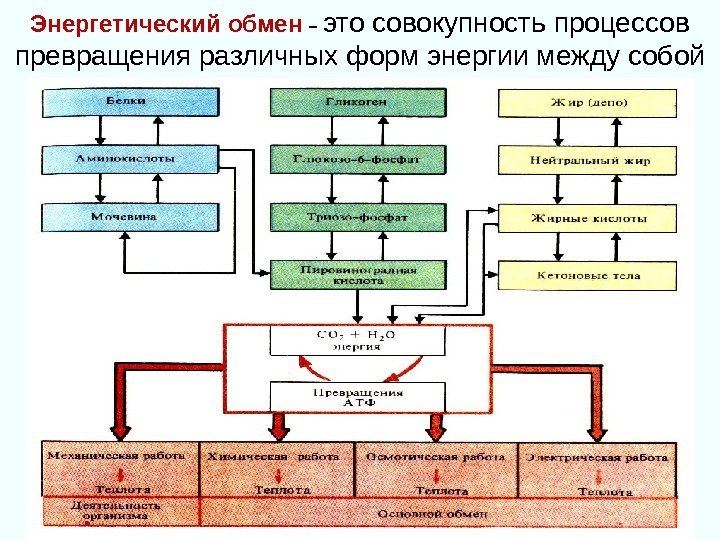 Энергетический обмен – это совокупность процессов
превращения различных форм энергии между собой
Белки
Гликоген
Жир (депо)
Аминокислоты
Глюкозо-6-фосфат
Нейтральный жир
Мочевина
Триозо-фосфат
Жирные кислоты
Пировиноградная
кислота
Кетоновые тела
CO₂ + H₂O
энергия
Превращения
АТФ
Механическая работа
Химическая работа
Осмотическая работа
Электрическая работа
Теплота
Теплота
Теплота
Теплота
Деятельность
организма
Основной обмен